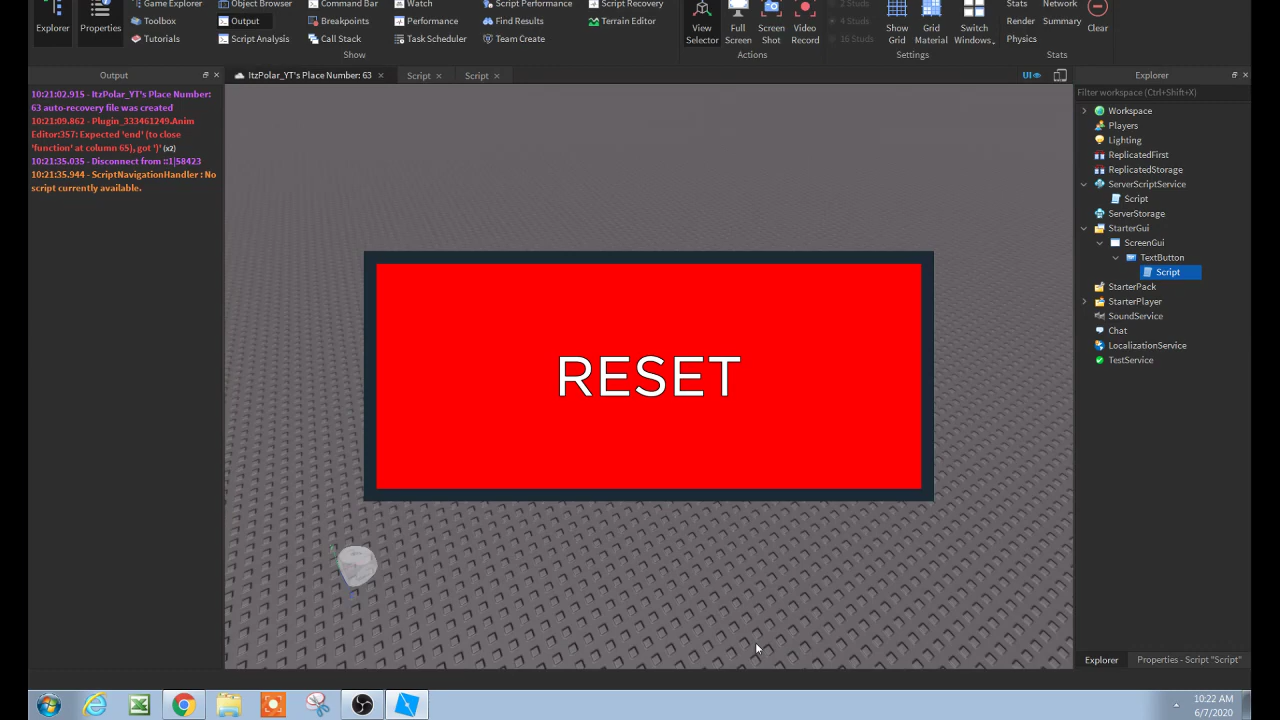 Game Explorer
Object Browser
Command Bar
Watch
Script Performance
Script Recovery
2 Studs
Stats
Network
Toolbox
Output
Breakpoints
Performance
Find Results
Terrain Editor
4 Studs
Render
Summary
Explorer
Properties
Tutorials
Script Analysis
Call Stack
Task Scheduler
Team Create
View
Selector
Full
Screen
Screen
Shot
Video
Record
16 Studs
Show
Grid
Grid
Material
Switch
Windows
Physics
Clear
Show
Actions
Settings
Stats
Output
ItzPolar_YT's Place Number: 63
Script
Script
UI
Explorer
10:21:02.915 - ItzPolar_YT's Place Number:
63 auto-recovery file was created
10:21:09.862 - Plugin_333461249.Anim
Editor:357: Expected 'end' (to close
'function' at column 65), got ')' (x2)
10:21:35.035 - Disconnect from ::1|58423
10:21:35.944 - ScriptNavigationHandler : No
script currently available.
RESET
Filter workspace (Ctrl+Shift+X)
Workspace
Players
Lighting
ReplicatedFirst
ReplicatedStorage
ServerScriptService
Script
ServerStorage
StarterGui
ScreenGui
TextButton
Script
StarterPack
StarterPlayer
SoundService
Chat
LocalizationService
TestService
Explorer
Properties - Script "Script"
10:22 AM
6/7/2020